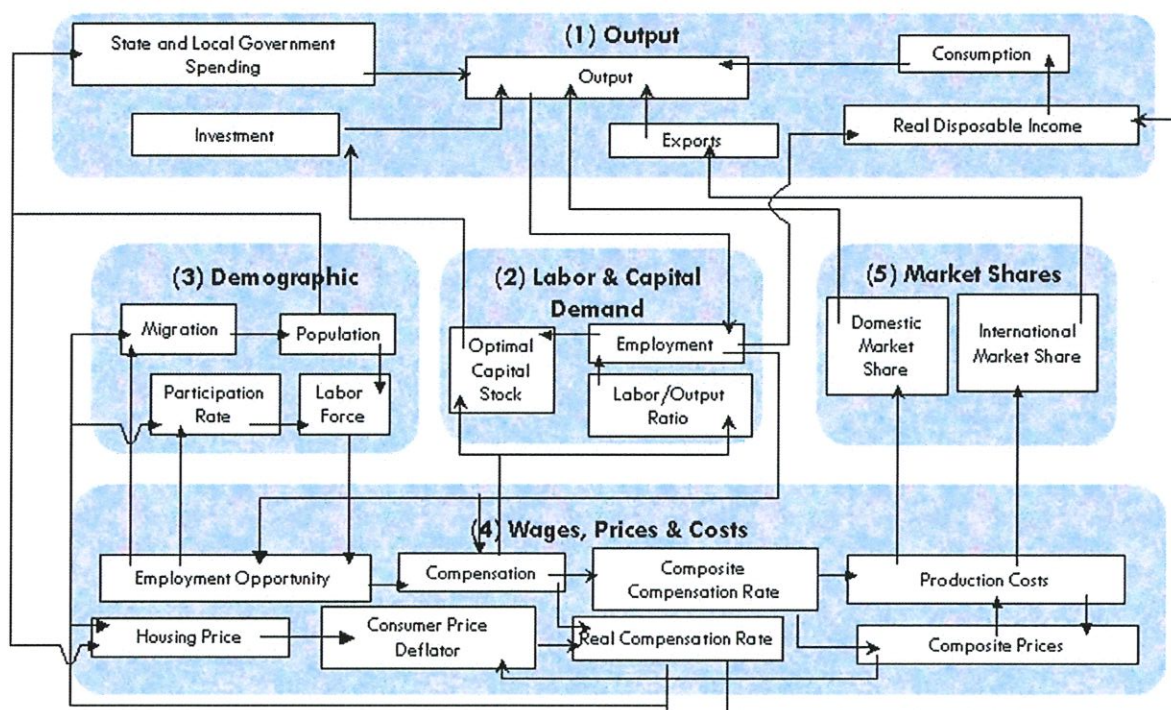 (1) Output
State and Local Government
Spending
Output
Consumption
Investment
Exports
Real Disposable Income
(3) Demographic
Migration
Population
Participation
Rate
Labor
Force
(2) Labor & Capital
Demand
Optimal
Capital
Stock
Employment
Labor/Output
Ratio
(5) Market Shares
Domestic
Market
Share
International
Market Share
(4) Wages, Prices & Costs
Employment Opportunity
Compensation
Composite
Compensation Rate
Production Costs
Housing Price
Consumer Price
Deflator
Real Compensation Rate
Composite Prices